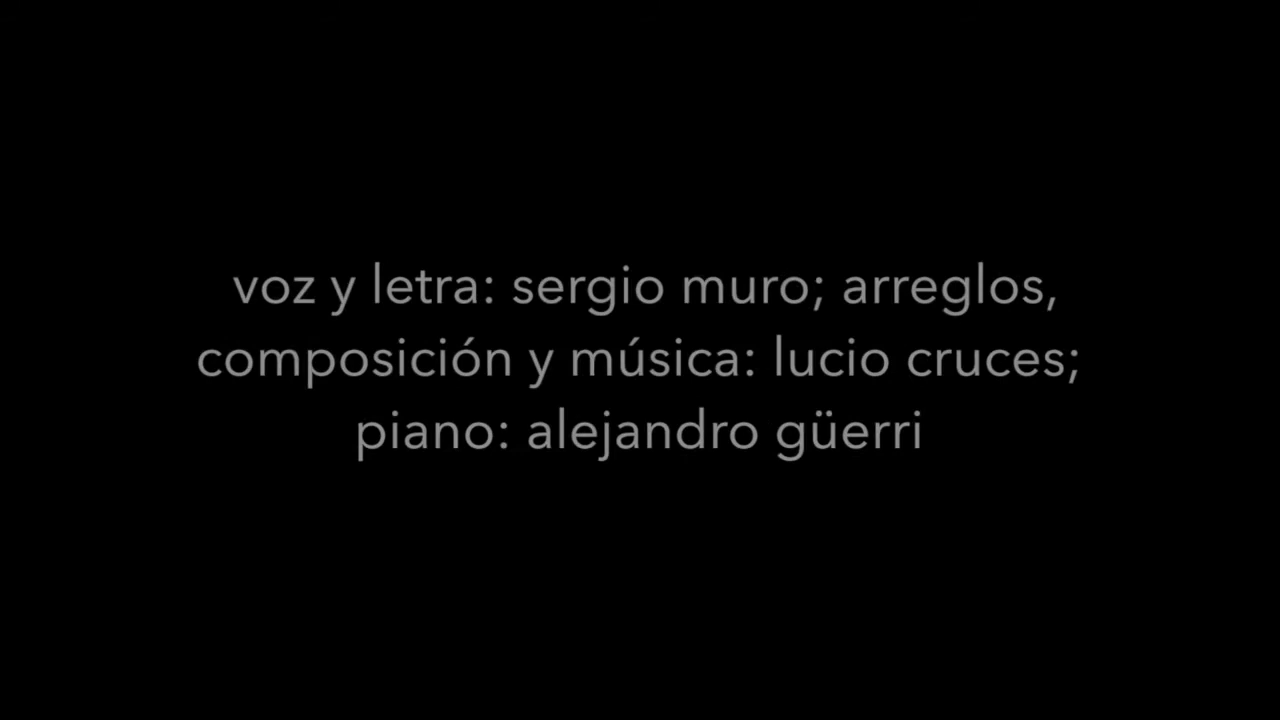 voz y letra: sergio muro; arreglos,
composición y música: lucio cruces;
piano: alejandro güerri